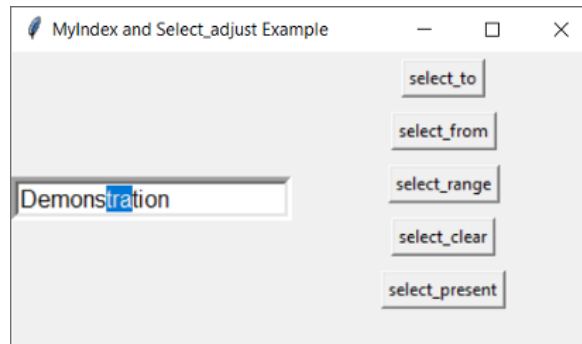 MyIndex and Select_adjust Example
select_to
select_from
select_range
Demonstration
select_clear
select_present